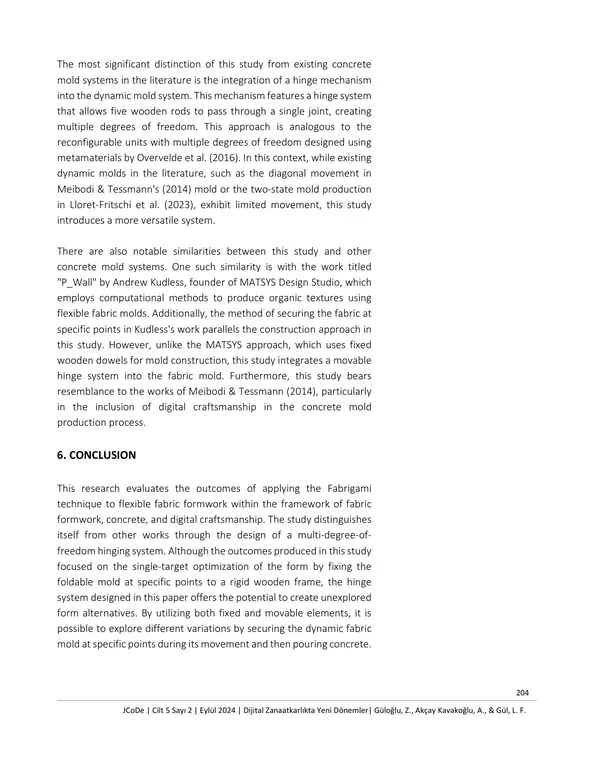 The most significant distinction of this study from existing concrete
mold systems in the literature is the integration of a hinge mechanism
into the dynamic mold system. This mechanism features a hinge system
that allows five wooden rods to pass through a single joint, creating
multiple degrees of freedom. This approach is analogous to the
reconfigurable units with multiple degrees of freedom designed using
metamaterials by Overvelde et al. (2016). In this context, while existing
dynamic molds in the literature, such as the diagonal movement in
Meibodi & Tessmann's (2014) mold or the two-state mold production
in Lloret-Fritschi et al. (2023), exhibit limited movement, this study
introduces a more versatile system.
There are also notable similarities between this study and other
concrete mold systems. One such similarity is with the work titled
"P_Wall" by Andrew Kudless, founder of MATSYS Design Studio, which
employs computational methods to produce organic textures using
flexible fabric molds. Additionally, the method of securing the fabric at
specific points in Kudless's work parallels the construction approach in
this study. However, unlike the MATSYS approach, which uses fixed
wooden dowels for mold construction, this study integrates a movable
hinge system into the fabric mold. Furthermore, this study bears
resemblance to the works of Meibodi & Tessmann (2014), particularly
in the inclusion of digital craftsmanship in the concrete mold
production process.
6. CONCLUSION
This research evaluates the outcomes of applying the Fabrigami
technique to flexible fabric formwork within the framework of fabric
formwork, concrete, and digital craftsmanship. The study distinguishes
itself from other works through the design of a multi-degree-of-
freedom hinging system. Although the outcomes produced in this study
focused on the single-target optimization of the form by fixing the
foldable mold at specific points to a rigid wooden frame, the hinge
system designed in this paper offers the potential to create unexplored
form alternatives. By utilizing both fixed and movable elements, it is
possible to explore different variations by securing the dynamic fabric
mold at specific points during its movement and then pouring concrete.
204
JCoDe | Cilt 5 Sayı 2 | Eylül 2024 | Dijital Zanaatkarlıkta Yeni Dönemler| Güloğlu, Z., Akçay Kavakoğlu, A., & Gül, L. F.